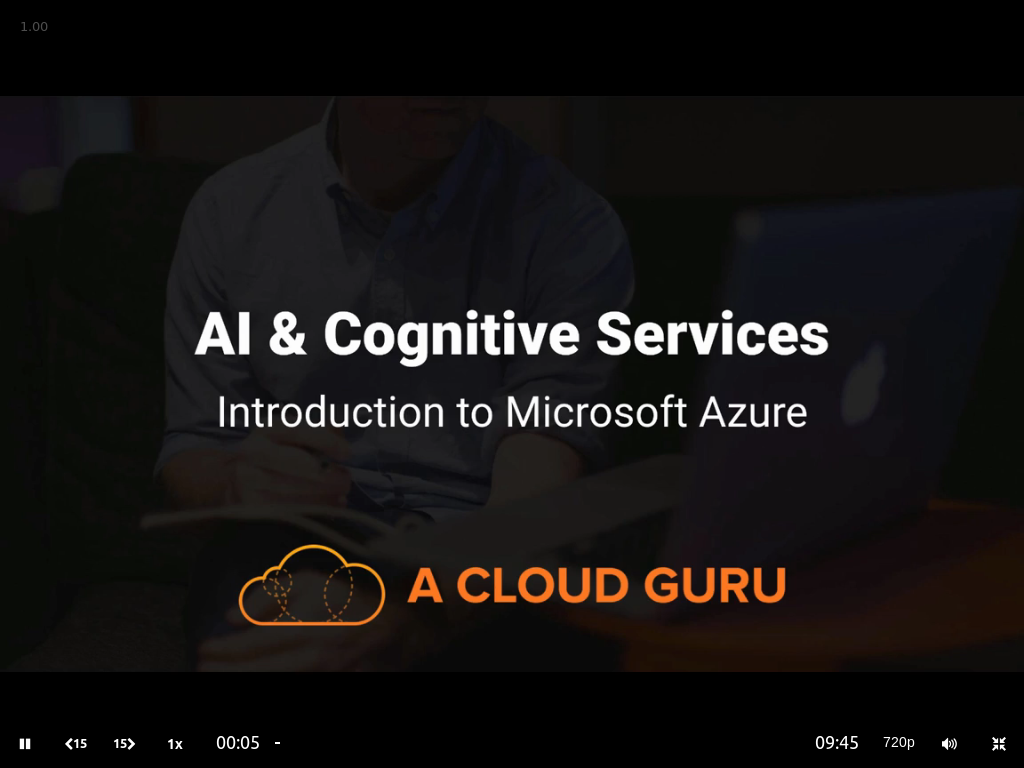 1.00
AI & Cognitive Services
Introduction to Microsoft Azure
A CLOUD GURU
15 15 1x 00:05 - 09:45 720p